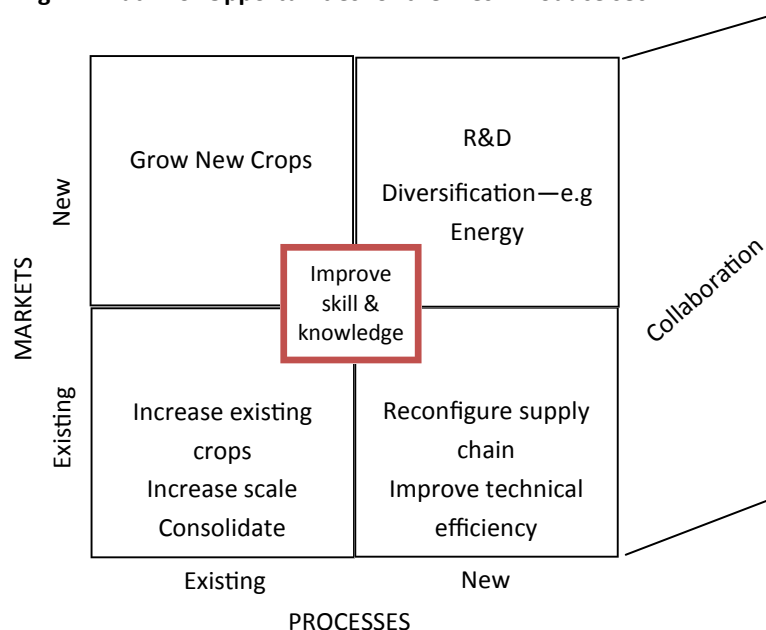 Grow New Crops
R&D
Diversification—e.g
Energy
New
Improve
skill &
knowledge
MARKETS
Collaboration
Existing
Increase existing
crops
Increase scale
Consolidate
Reconfigure supply
chain
Improve technical
efficiency
Existing
New
PROCESSES